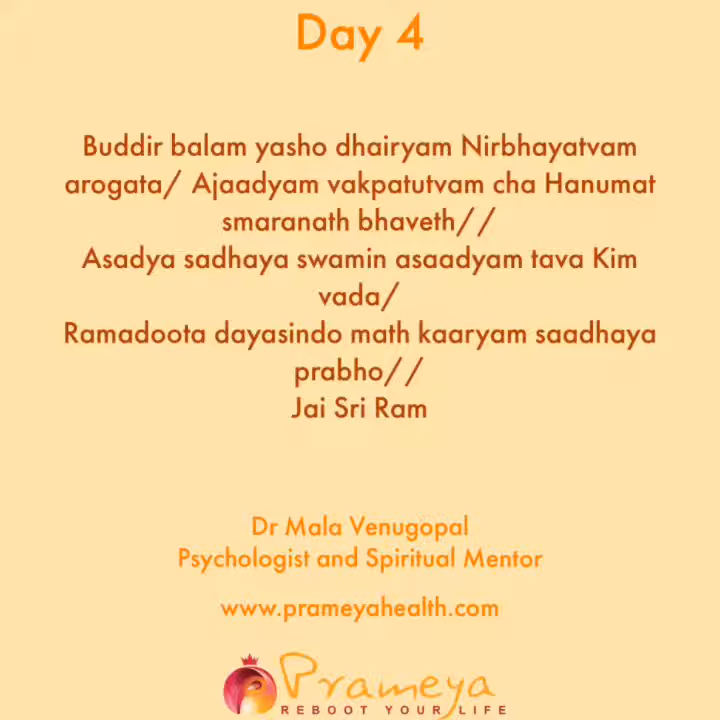 Day 4
Buddir balam yasho dhairyam Nirbhayatvam
arogata/ Ajaadyam vakpatutvam cha Hanumat
smaranath bhaveth//
Asadya sadhaya swamin asaadyam tava Kim
vada/
Ramadoota dayasindo math kaaryam saadhaya
prabho//
Jai Sri Ram
Dr Mala Venugopal
Psychologist and Spiritual Mentor
www.prameyahealth.com
Prameya
REBOOT YOUR LIFE